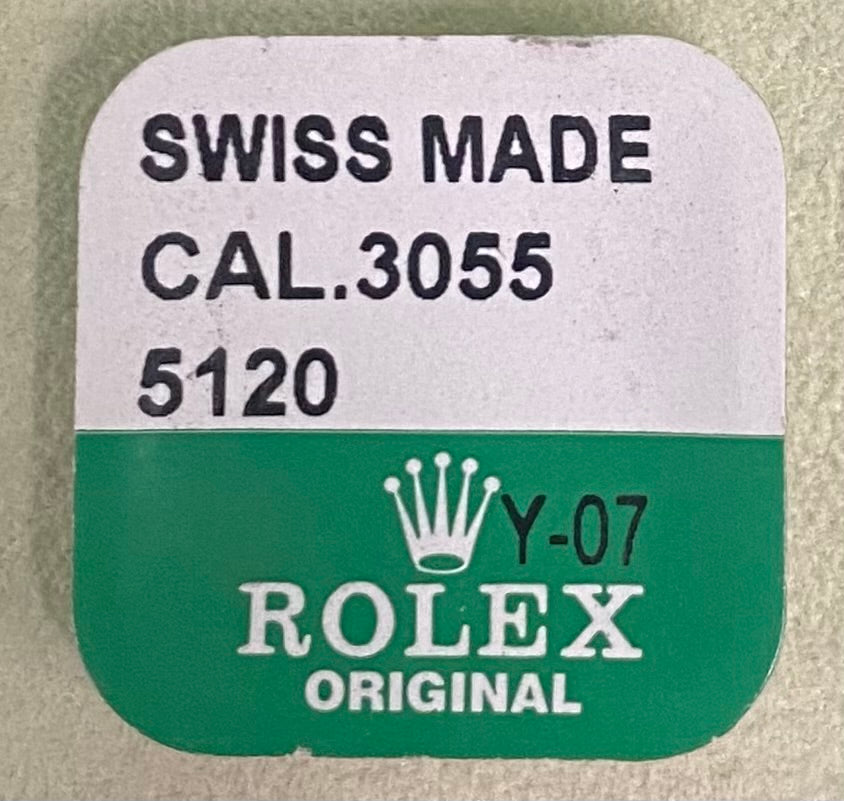 SWISS MADE
CAL.3055
5120
Y-07
ROLEX
ORIGINAL